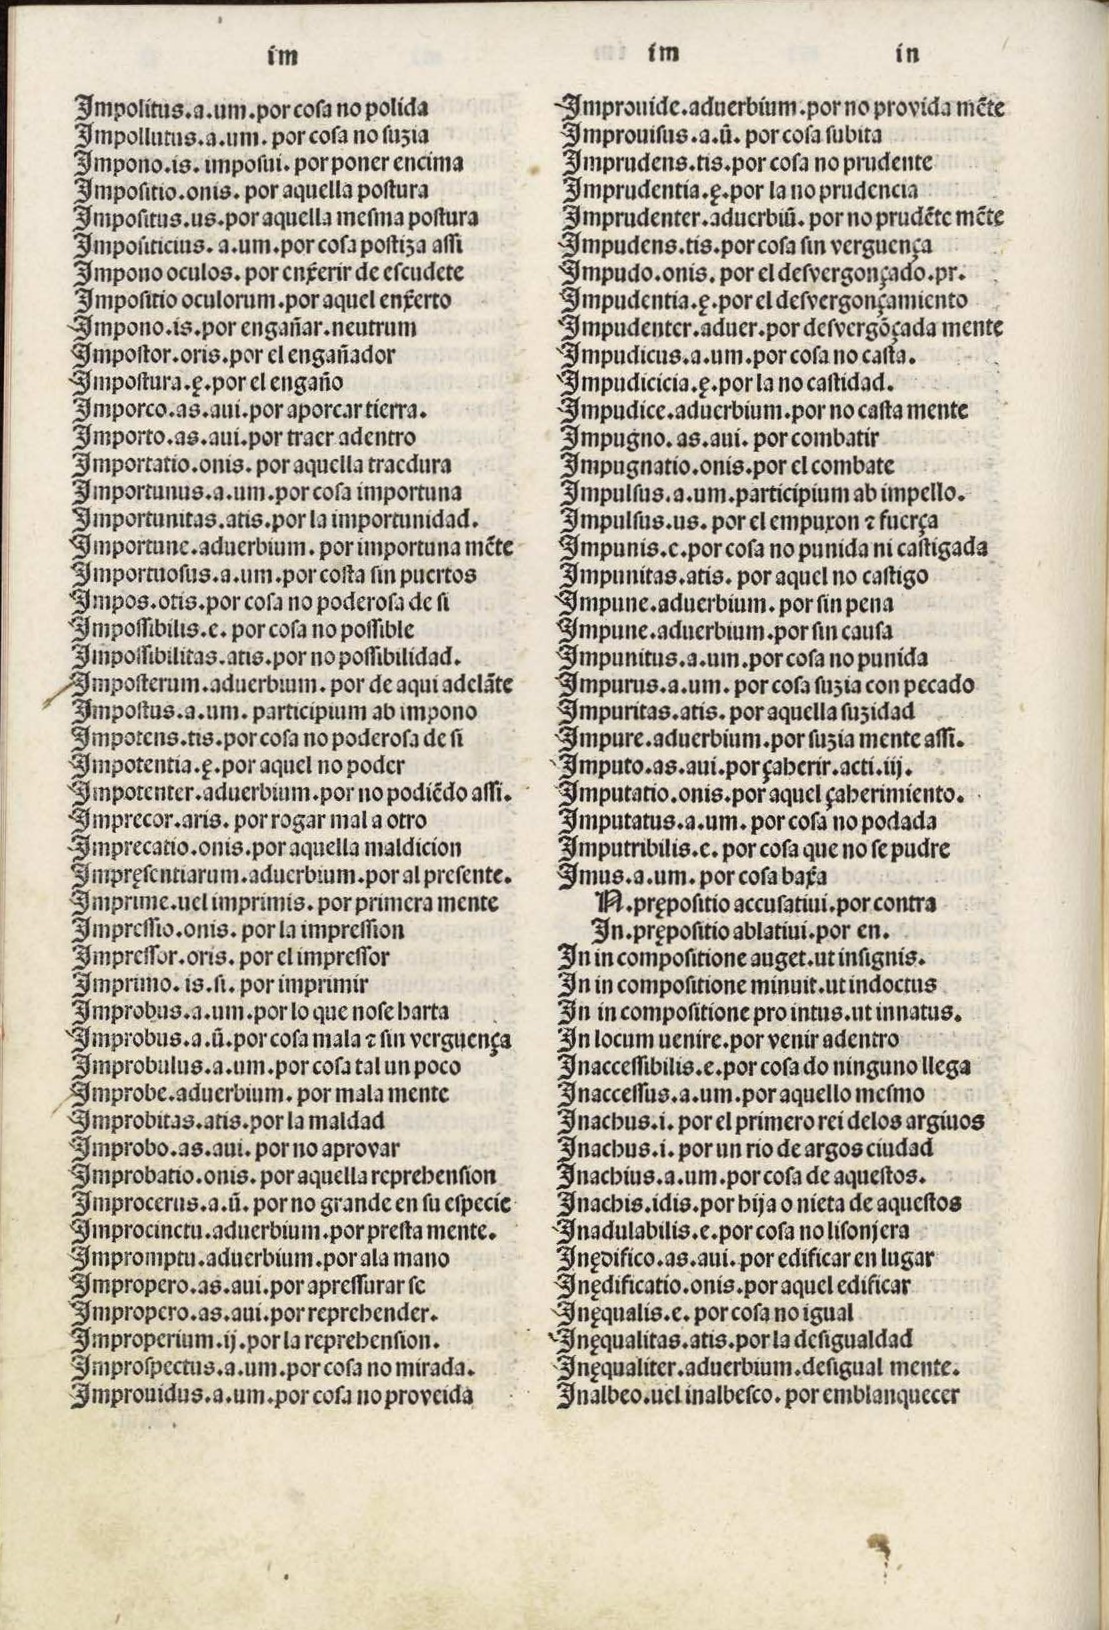 im
Impolitus.a.um.por cosa no polida
Impollutus.a.um.por cosa no suzia
Impono.is.imposui.por poner encima
Impositio.onis.por aquella postura
Impositus.us.por aquella mesma postura
Impositicius.a.um.por cosa postiza assi
Impono oculos.por enxerir de escudete
Impositio oculorum.por aquel enxerto
Impono.is.por engañar.neutrum
Impostor.oris.por el engañador
Impostura.ę.por el engaño
Imporco.as.aui.por aporcar tierra.
Importo.as.aui.por traer adentro
Importatio.onis.por aquella traedura
Importunus.a.um.por cosa importuna
Importunitas.atis.por la importunidad.
Importune.aduerbium.por importuna mẽte
Importuosus.a.um.por costa sin puertos
Impos.otis.por cosa no poderosa de si
Impossibilis.e.por cosa no possible
Impossibilitas.atis.por no possibilidad.
Imposterum.aduerbium.por de aqui adelãte
Impostus.a.um.participium ab impono
Impotens.tis.por cosa no poderosa de si
Impotentia.ę.por aquel no poder
Impotenter.aduerbium.por no podiẽdo assi.
Imprecor.aris.por rogar mal a otro
Imprecatio.onis.por aquella maldicion
Impręsentiarum.aduerbium.por al presente.
Imprime.uel imprimis.por primera mente
Impressio.onis.por la impression
Impressor.oris.por el impressor
Imprimo.is.si.por imprimir
Improbus.a.um.por lo que nose harta
Improbus.a.ũ.por cosa mala ⁊ sin verguença
Improbulus.a.um.por cosa tal un poco
Improbe.aduerbium.por mala mente
Improbitas.atis.por la maldad
Improbo.as.aui.por no aprovar
Improbatio.onis.por aquella reprehension
Improcerus.a.ũ.por no grande en su especie
Improcinctu.aduerbium.por presta mente.
Impromptu.aduerbium.por ala mano
Impropero.as.aui.por apressurar se
Impropero.as.aui.por reprehender.
Improperium.ij.por la reprehension.
Improspectus.a.um.por cosa no mirada.
Improuidus.a.um.por cosa no proveida
im in
Improuide.aduerbium.por no provida mẽte
Improuisus.a.ũ.por cosa subita
Imprudens.tis.por cosa no prudente
Imprudentia.ę.por la no prudencia
Imprudenter.aduerbiũ.por no prudẽte mẽte
Impudens.tis.por cosa sin verguença
Impudo.onis.por el desvergonçado.pr.
Impudentia.ę.por el desvergonçamiento
Impudenter.aduer.por desvergõçada mente
Impudicus.a.um.por cosa no casta.
Impudicicia.ę.por la no castidad.
Impudice.aduerbium.por no casta mente
Impugno.as.aui.por combatir
Impugnatio.onis.por el combate
Impulsus.a.um.participium ab impello.
Impulsus.us.por el empuxon ⁊ fuerça
Impunis.e.por cosa no punida ni castigada
Impunitas.atis.por aquel no castigo
Impune.aduerbium.por sin pena
Impune.aduerbium.por sin causa
Impunitus.a.um.por cosa no punida
Impurus.a.um.por cosa suzia con pecado
Impuritas.atis.por aquella suzidad
Impure.aduerbium.por suzia mente assi.
Imputo.as.aui.por çaherir.acti.iij.
Imputatio.onis.por aquel çaherimiento.
Imputatus.a.um.por cosa no podada
Imputribilis.e.por cosa que no se pudre
Imus.a.um.por cosa baxa
N.prępositio accusatiui.por contra
In.prępositio ablatiui.por en.
In in compositione auget.ut insignis.
In in compositione minuit.ut indoctus
In in compositione pro intus.ut innatus.
In locum uenire.por venir adentro
Inaccessibilis.e.por cosa do ninguno llega
Inaccessus.a.um.por aquello mesmo
Inachus.i.por el primero rei delos argiuos
Inachus.i.por un rio de argos ciudad
Inachius.a.um.por cosa de aquestos.
Inachis.idis.por hija o nieta de aquestos
Inadulabilis.e.por cosa no lisonjera
Inędifico.as.aui.por edificar en lugar
Inędificatio.onis.por aquel edificar
Inęqualis.e.por cosa no igual
Inęqualitas.atis.por la desigualdad
Inęqualiter.aduerbium.desigual mente.
Inalbeo.uel inalbesco.por emblanquecer